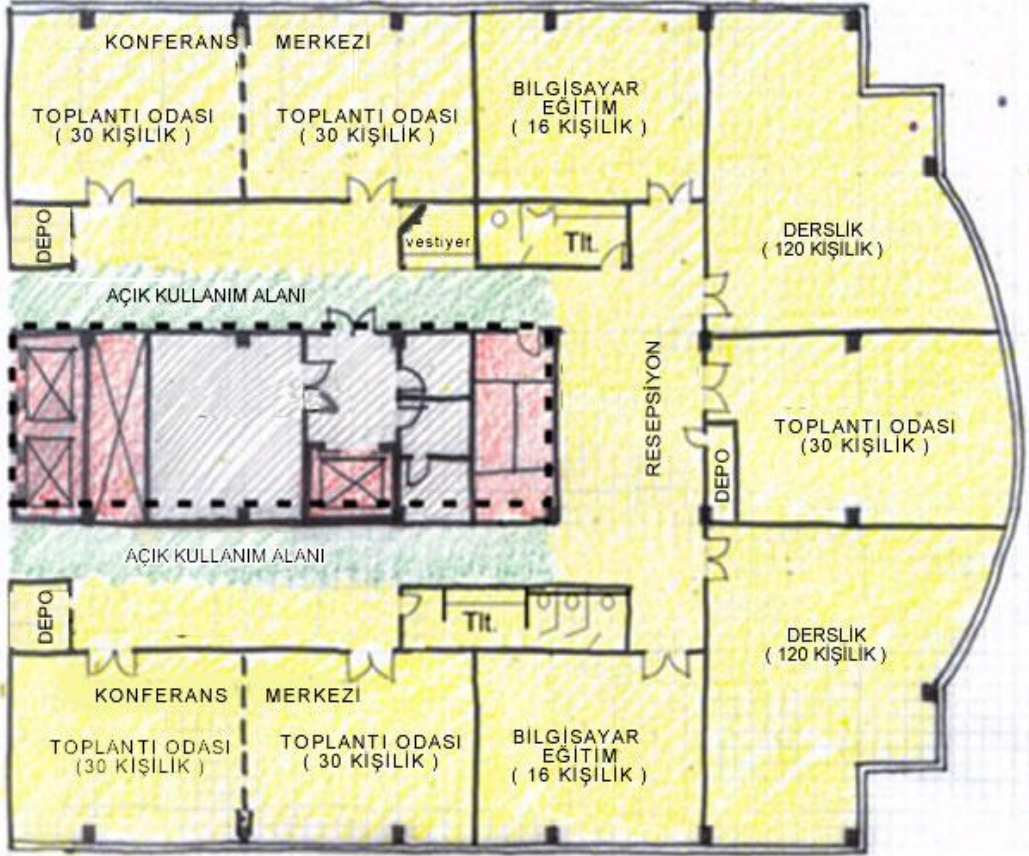 KONFERANS MERKEZİ
TOPLANTI ODASI
( 30 KİŞİLİK )
TOPLANTI ODASI
( 30 KİŞİLİK )
BİLGİSAYAR
EĞİTİM
( 16 KİŞİLİK )
DERSLİK
( 120 KİŞİLİK )
DEPO
vestiyer
Tlt.
AÇIK KULLANIM ALANI
RESEPSİYON
TOPLANTI ODASI
(30 KİŞİLİK )
DEPO
AÇIK KULLANIM ALANI
DEPO
Tlt.
DERSLİK
( 120 KİŞİLİK )
KONFERANS MERKEZİ
TOPLANTI ODASI
(30 KİŞİLİK )
TOPLANTI ODASI
( 30 KİŞİLİK )
BİLGİSAYAR
EĞİTİM
( 16 KİŞİLİK )